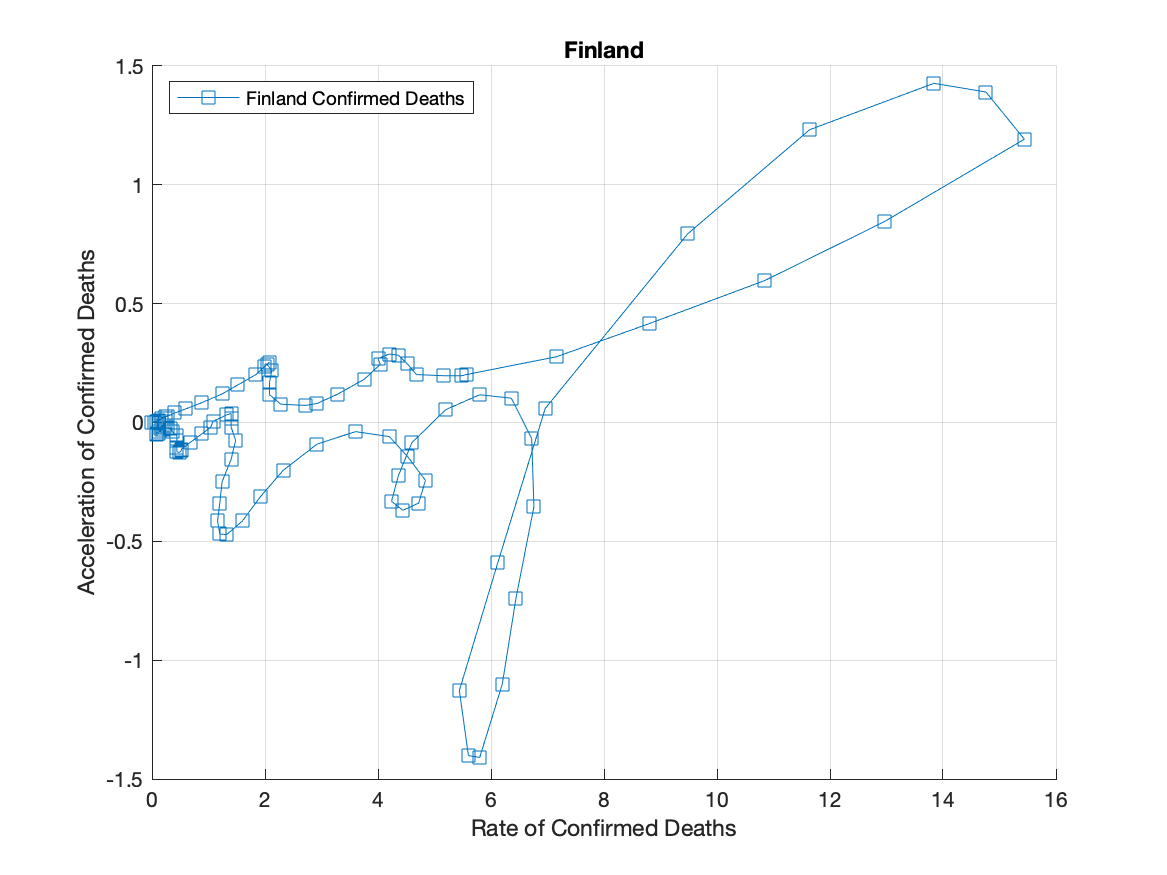 Finland
Finland Confirmed Deaths
1.5
1
0.5
0
-0.5
-1
-1.5
Acceleration of Confirmed Deaths
0 2 4 6 8 10 12 14 16
Rate of Confirmed Deaths